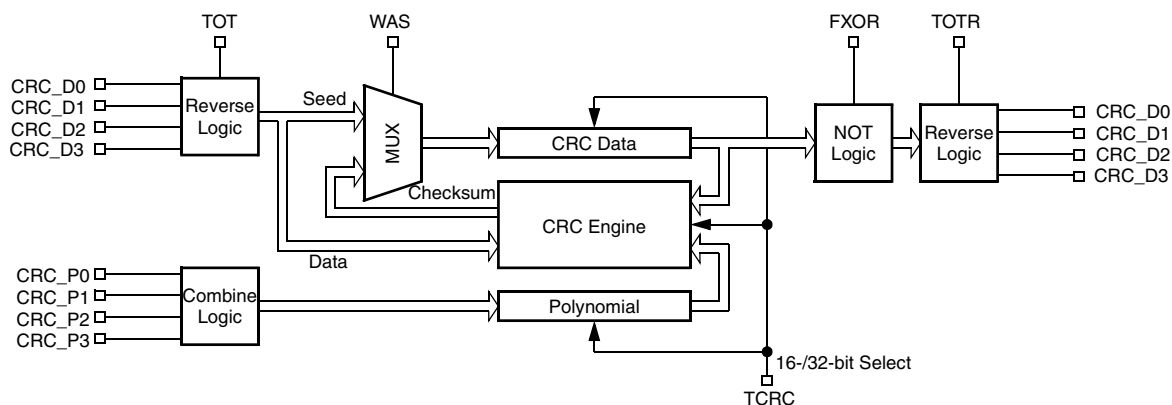 TOT
WAS
FXOR
TOTR
CRC_D0
CRC_D1
CRC_D2
CRC_D3
Reverse
Logic
Seed
MUX
CRC Data
NOT
Logic
Reverse
Logic
CRC_D0
CRC_D1
CRC_D2
CRC_D3
Checksum
CRC Engine
Data
CRC_P0
CRC_P1
CRC_P2
CRC_P3
Combine
Logic
Polynomial
16-/32-bit Select
TCRC